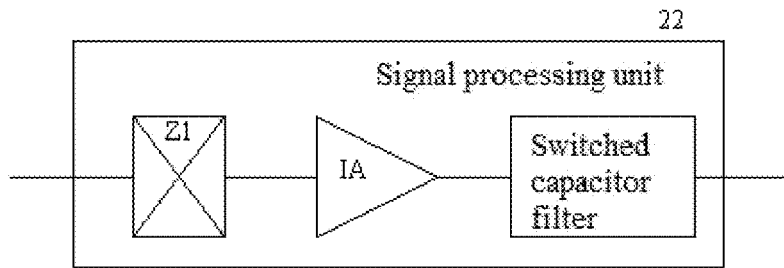 22
Signal processing unit
Z1
IA
Switched
capacitor
filter